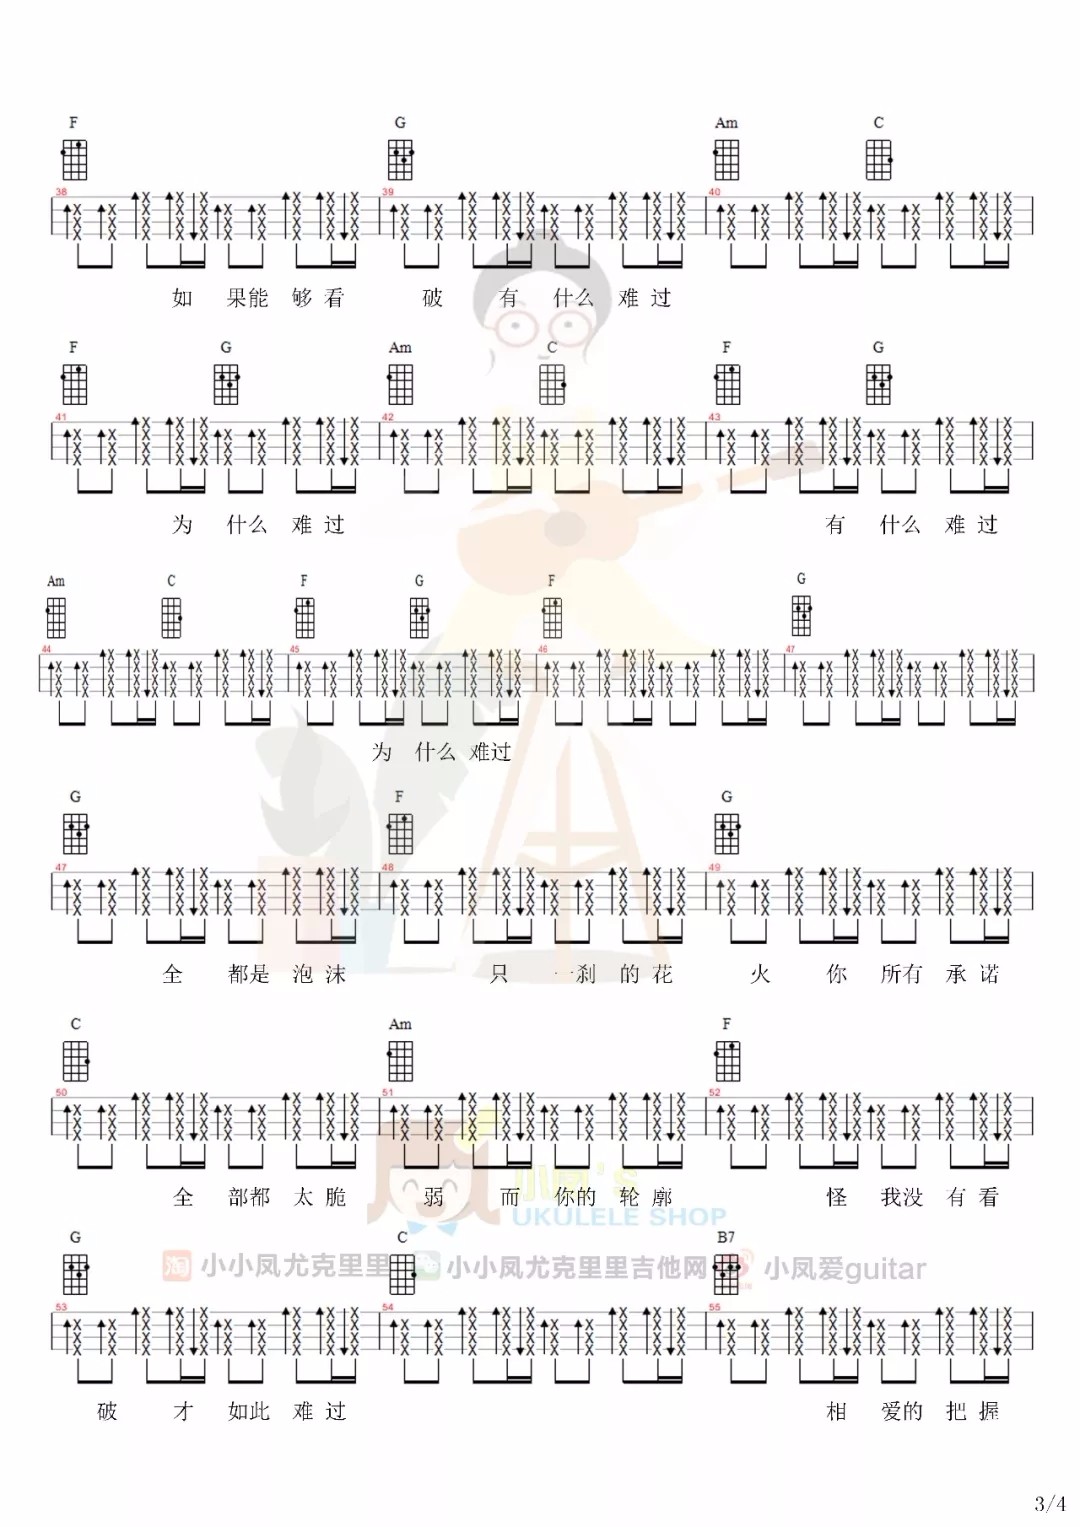 F G Am C
38 39 40
如 果能 够 看 破 有 什么 难 过
F G Am C F G
41 42 43
为 什么 难 过 有 什么 难 过
Am C F G F G
44 45 46 47
为 什么 难过
G F G
47 48 49
全 都是 泡 沫 只 一刹 的 花 火 你 所有 承 诺
C Am F
50 51 52
全 部都 太 脆 弱 而 你的 轮 廓 怪 我没 有 看
小凤's
UKULELE SHOP
G C B7
淘 小小凤尤克里里 小小凤尤克里里吉他网 小凤爱guitar
53 54 55
破 才 如此 难 过 相 爱的 把 握
3/4